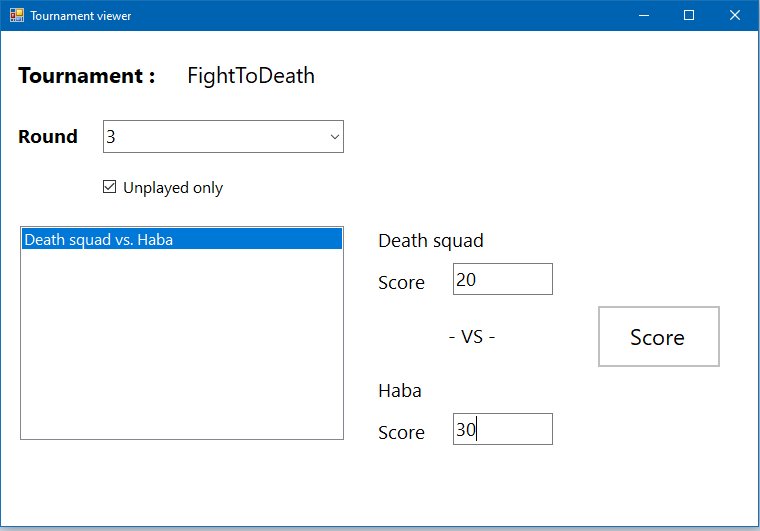 Tournament viewer
Tournament : FightToDeath
Round 3
Unplayed only
Death squad vs. Haba
Death squad
Score 20
- VS -
Score
Haba
Score 30